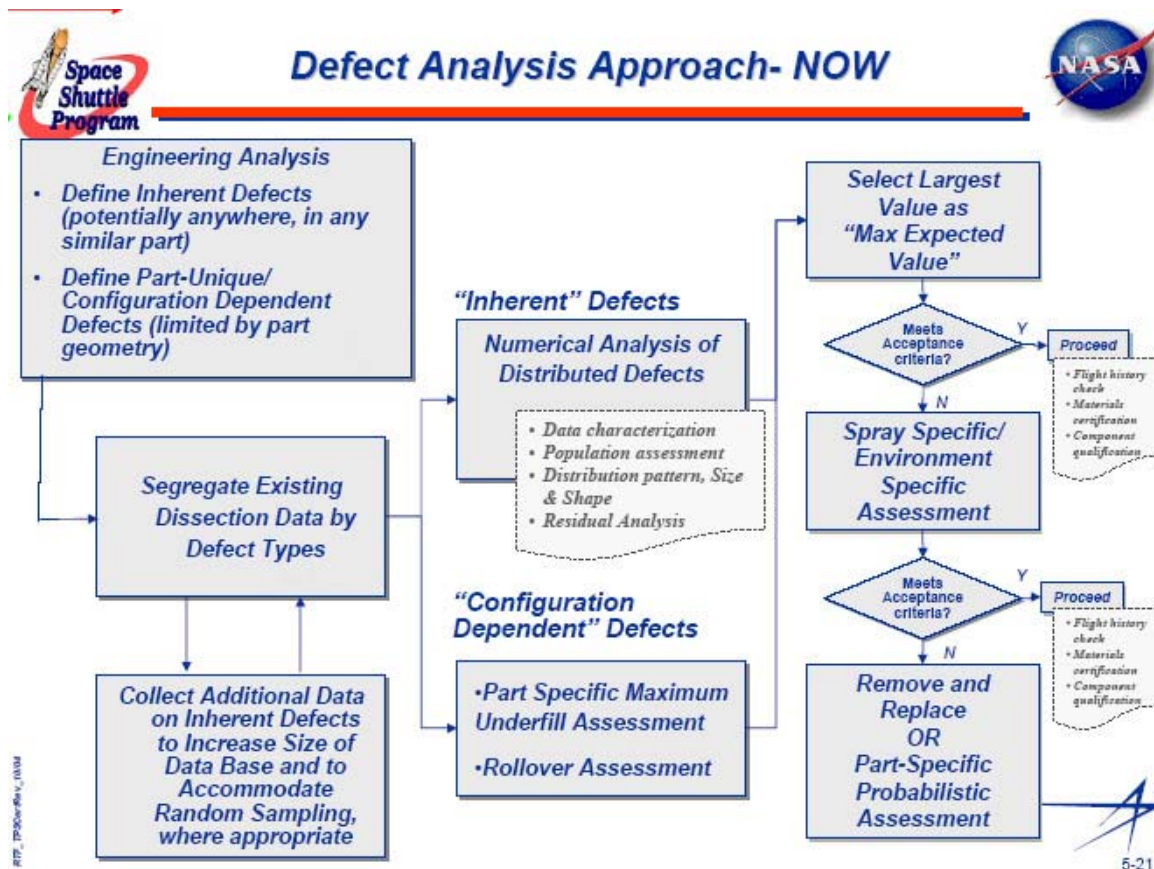 Space
Shuttle
Program
Defect Analysis Approach- NOW
NASA
Engineering Analysis
• Define Inherent Defects
(potentially anywhere, in any
similar part)
• Define Part-Unique/
Configuration Dependent
Defects (limited by part
geometry)
Segregate Existing
Dissection Data by
Defect Types
Collect Additional Data
on Inherent Defects
to Increase Size of
Data Base and to
Accommodate
Random Sampling,
where appropriate
“Inherent” Defects
Numerical Analysis of
Distributed Defects
• Data characterization
• Population assessment
• Distribution pattern, Size
& Shape
• Residual Analysis
“Configuration
Dependent” Defects
•Part Specific Maximum
Underfill Assessment
•Rollover Assessment
Select Largest
Value as
“Max Expected
Value”
Meets
Acceptance
criteria?
Y
Proceed
• Flight history
check
• Materials
certification
• Component
qualification
N
Spray Specific/
Environment
Specific
Assessment
Meets
Acceptance
criteria?
Y
Proceed
• Flight history
check
• Materials
certification
• Component
qualification
N
Remove and
Replace
OR
Part-Specific
Probabilistic
Assessment
5-21